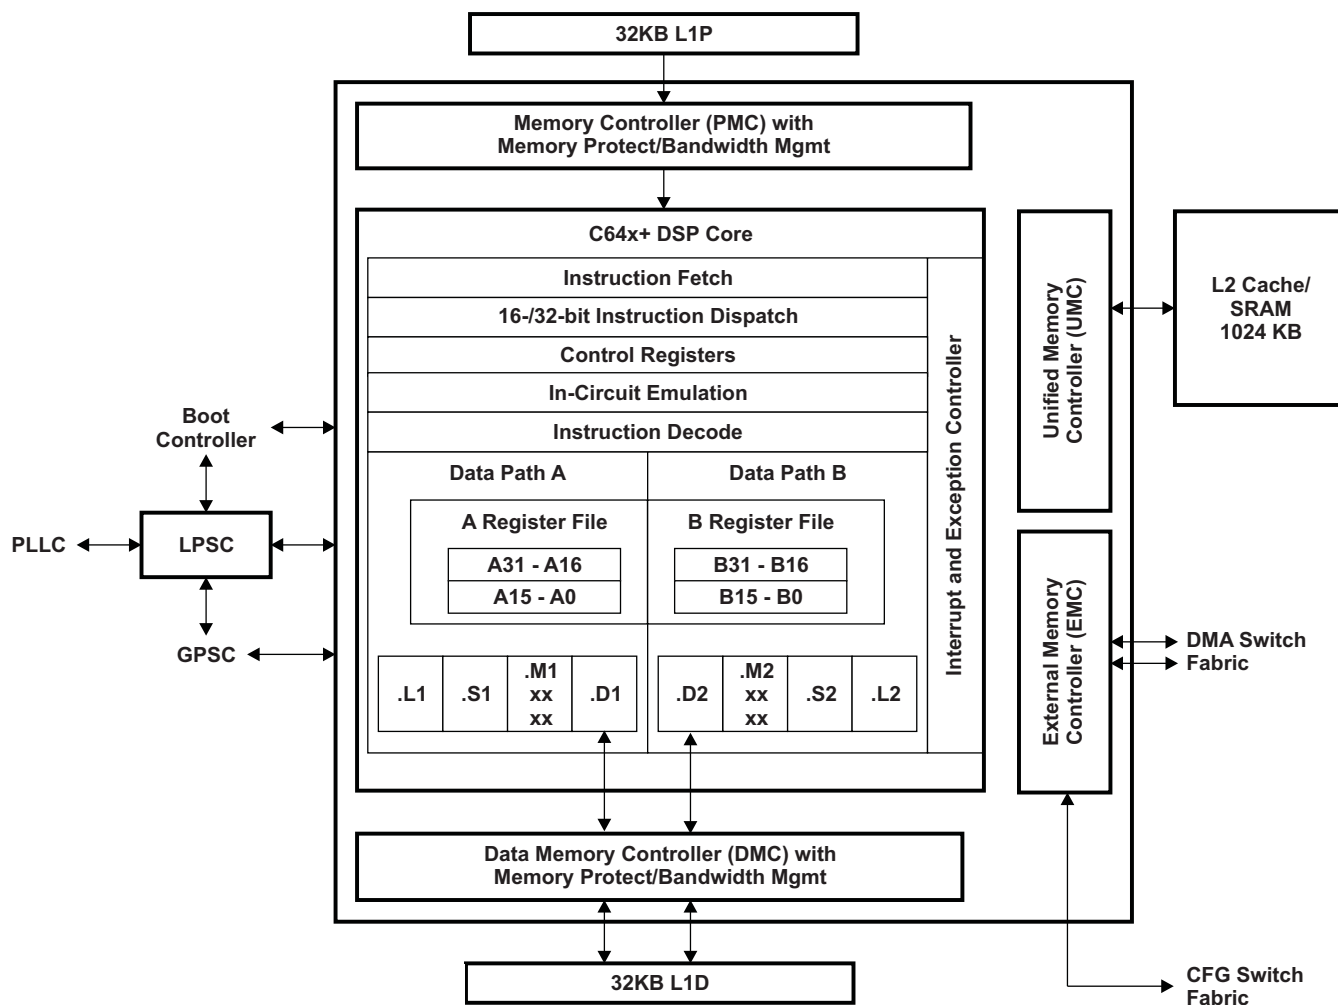 32KB L1P
Memory Controller (PMC) with
Memory Protect/Bandwidth Mgmt
C64x+ DSP Core
Instruction Fetch
16-/32-bit Instruction Dispatch
Control Registers
In-Circuit Emulation
Instruction Decode
Data Path A
Data Path B
A Register File
B Register File
A31 - A16
A15 - A0
B31 - B16
B15 - B0
.L1
.S1
.M1
xx
xx
.D1
.D2
.M2
xx
xx
.S2
.L2
Interrupt and Exception Controller
Unified Memory
Controller (UMC)
External Memory
Controller (EMC)
L2 Cache/
SRAM
1024 KB
Boot
Controller
PLLC
LPSC
GPSC
DMA Switch
Fabric
Data Memory Controller (DMC) with
Memory Protect/Bandwidth Mgmt
32KB L1D
CFG Switch
Fabric